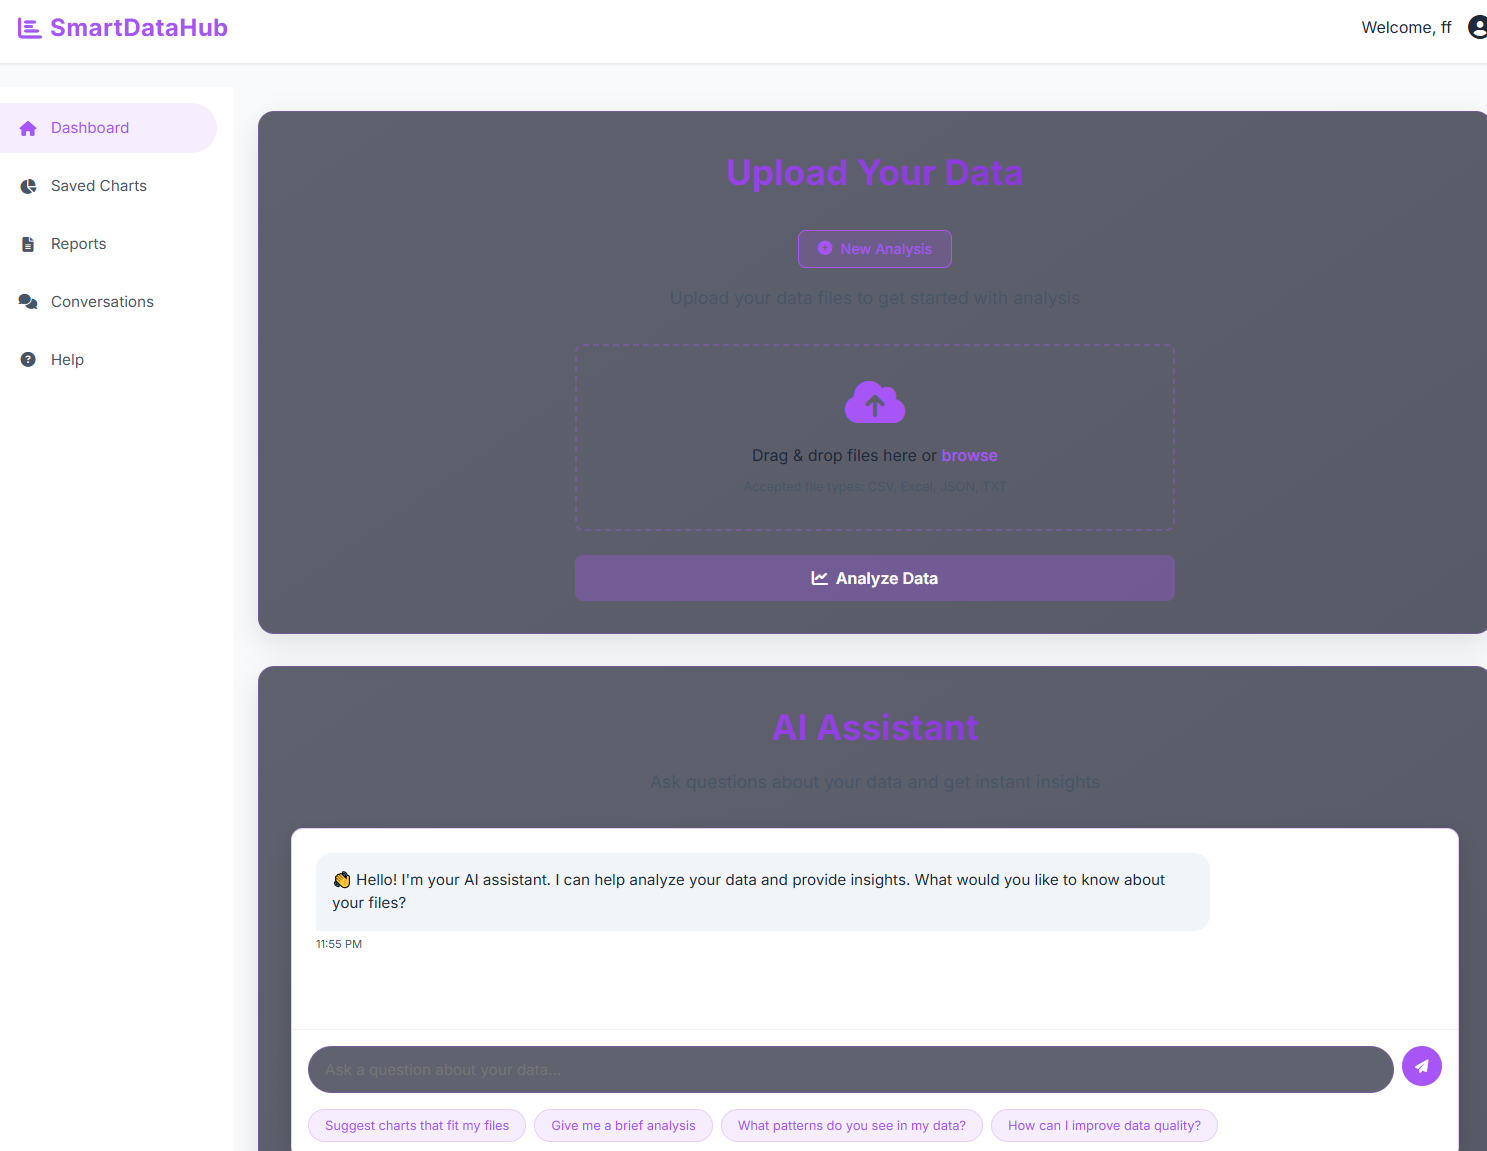 SmartDataHub
Welcome, ff
Dashboard
Saved Charts
Reports
Conversations
Help
Upload Your Data
New Analysis
Upload your data files to get started with analysis
Drag & drop files here or browse
Accepted file types: CSV, Excel, JSON, TXT
Analyze Data
AI Assistant
Ask questions about your data and get instant insights
👋 Hello! I'm your AI assistant. I can help analyze your data and provide insights. What would you like to know about
your files?
11:55 PM
Ask a question about your data...
Suggest charts that fit my files
Give me a brief analysis
What patterns do you see in my data?
How can I improve data quality?